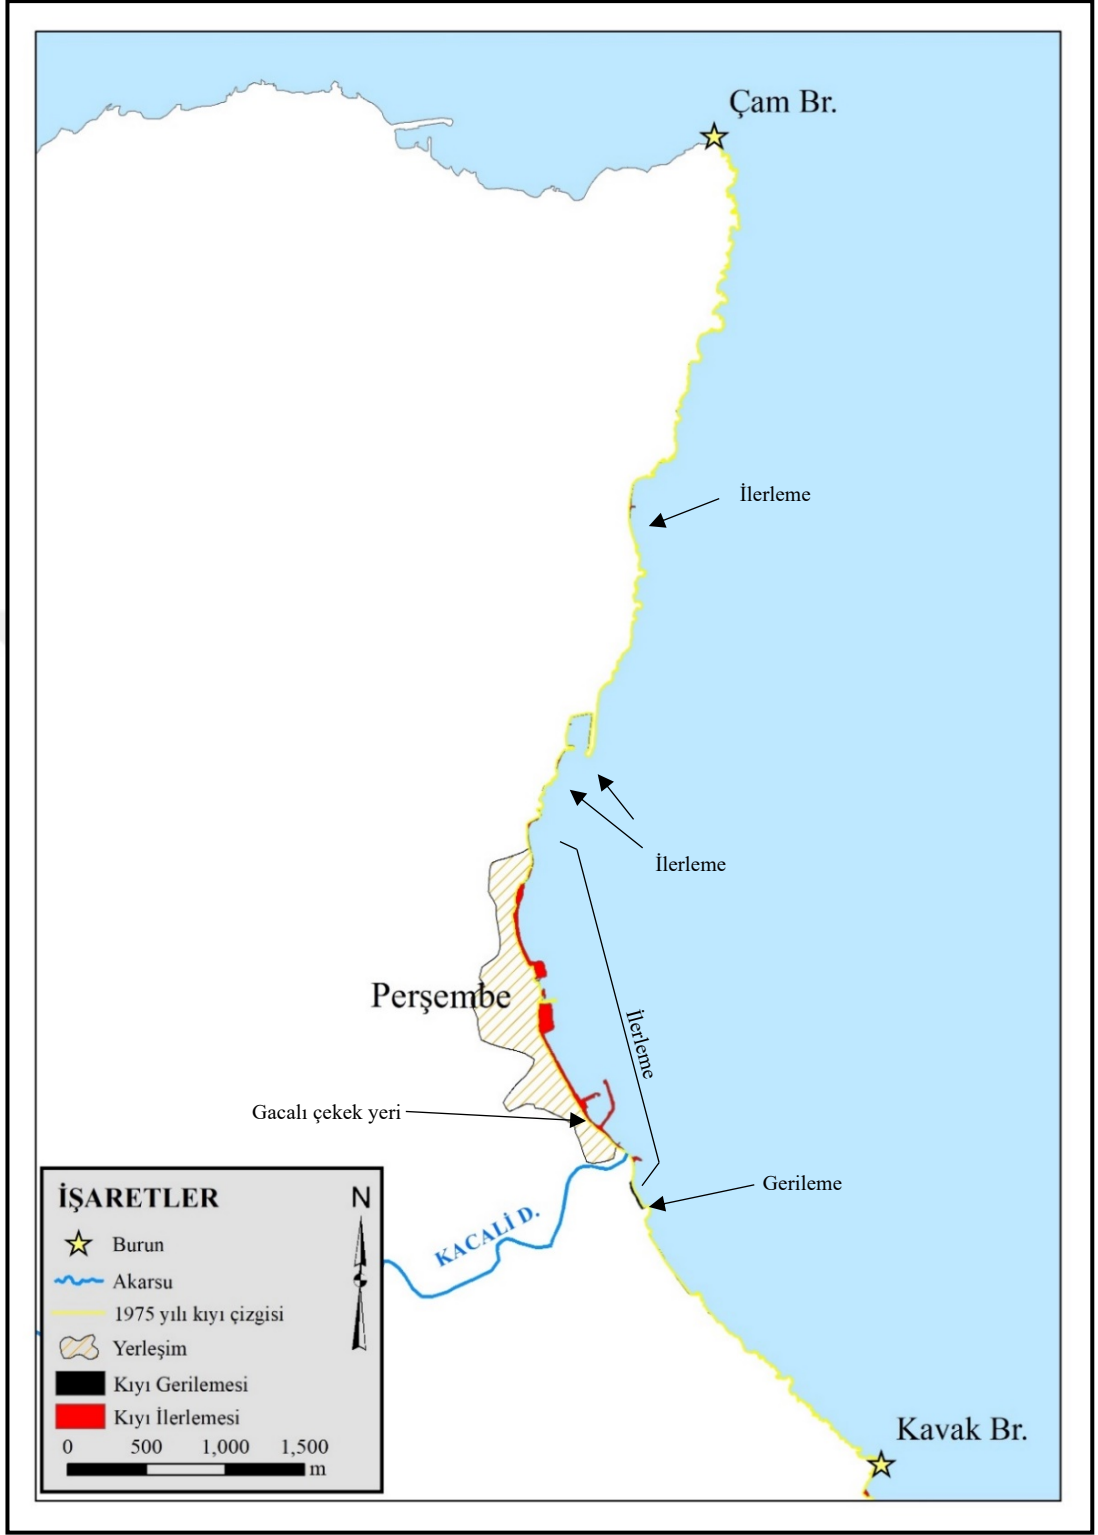 Çam Br.
İlerleme
İlerleme
Perşembe
İlerleme
Gacalı çekek yeri
Gerileme
KACALİ D.
Kavak Br.
İŞARETLER
N
Burun
Akarsu
1975 yılı kıyı çizgisi
Yerleşim
Kıyı Gerilemesi
Kıyı İlerlemesi
0 500 1,000 1,500
m